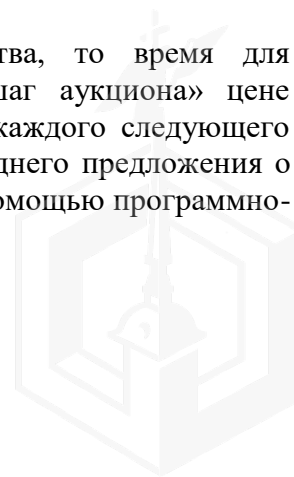 тва, то время для
шаг аукциона» цене
каждого следующего
днего предложения о
омощью программно-